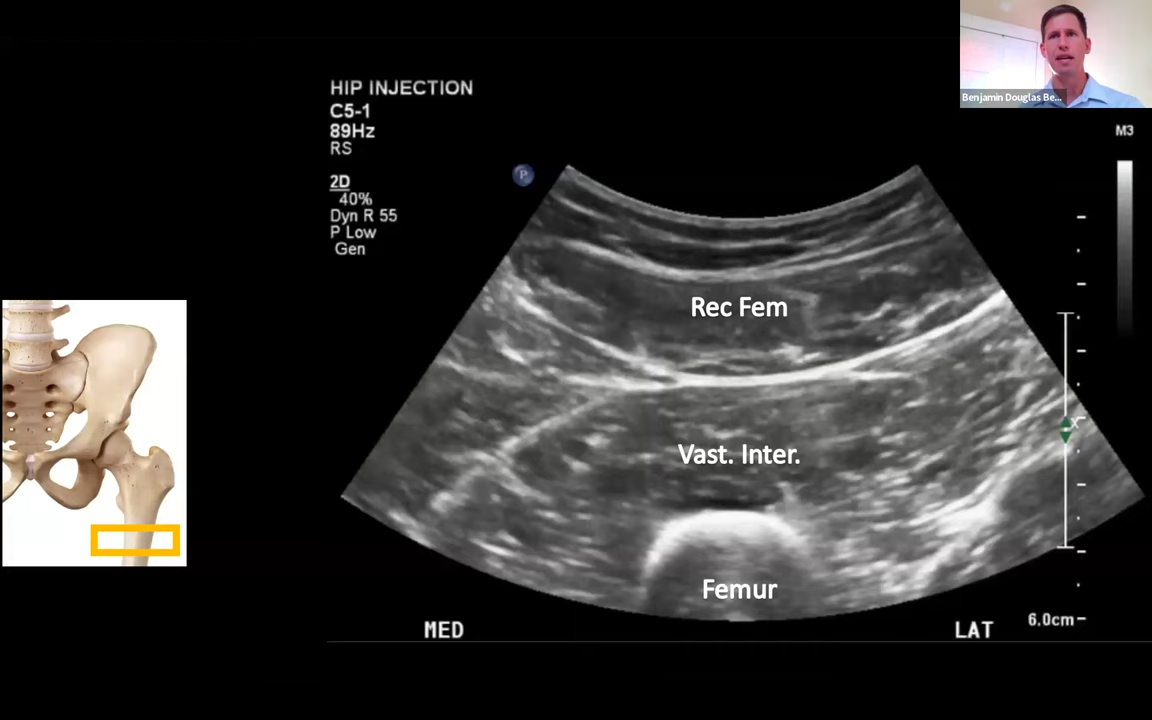 Benjamin Douglas Be...
HIP INJECTION
C5-1
89Hz
RS
2D
40%
Dyn R 55
P Low
Gen
P
M3
Rec Fem
Vast. Inter.
Femur
MED
LAT
6.0cm